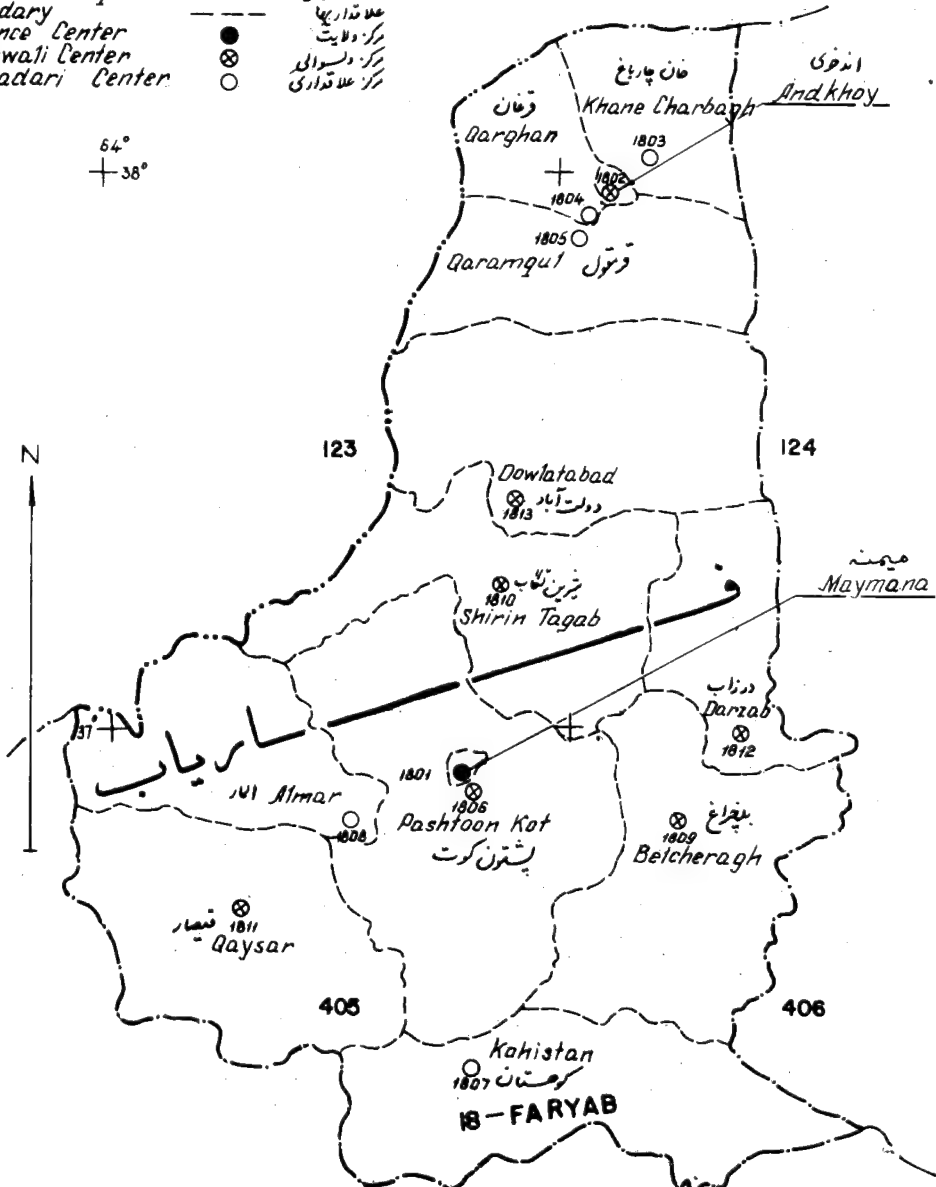 dary
علاقداریها
nce Center
مرکز ولایت
wali Center
مرکز ولسوالی
adari Center
مرکز علاقداری
64°
38°
قرغان
Qarghan
خان چارباغ
Khane Charbagh
اندخوی
Andkhoy
1803
1802
1804
1805
Qaramqul
قرمقول
N
123
124
Dowlatabad
دولت آباد
1813
1810
شیرین تگاب
Shirin Tagab
میمنه
Maymana
فاریاب
37
درزاب
Darzab
1812
1801
1806
Pashtoon Kot
پشتون کوت
المار Almar
1808
بلچراغ
1809
Belcheragh
قیصار
1811
Qaysar
405
406
Kohistan
1807 کوهستان
18-FARYAB